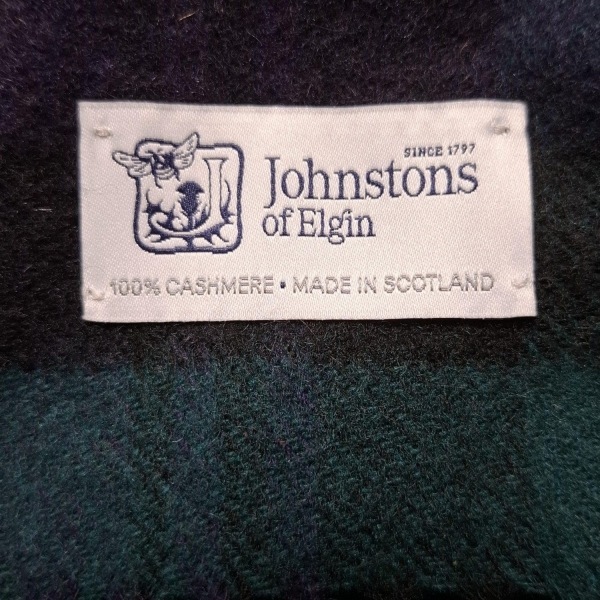 SINCE 1797
Johnstons
of Elgin
100% CASHMERE • MADE IN SCOTLAND